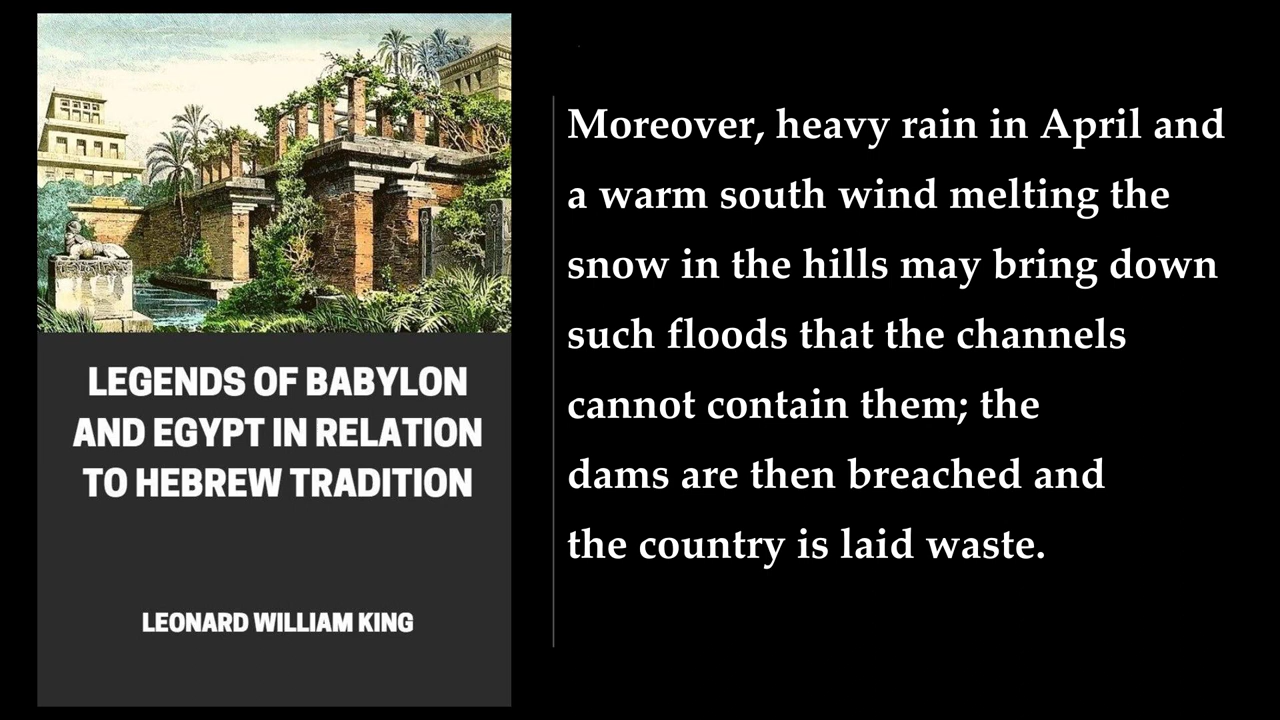 LEGENDS OF BABYLON
AND EGYPT IN RELATION
TO HEBREW TRADITION
LEONARD WILLIAM KING
Moreover, heavy rain in April and
a warm south wind melting the
snow in the hills may bring down
such floods that the channels
cannot contain them; the
dams are then breached and
the country is laid waste.